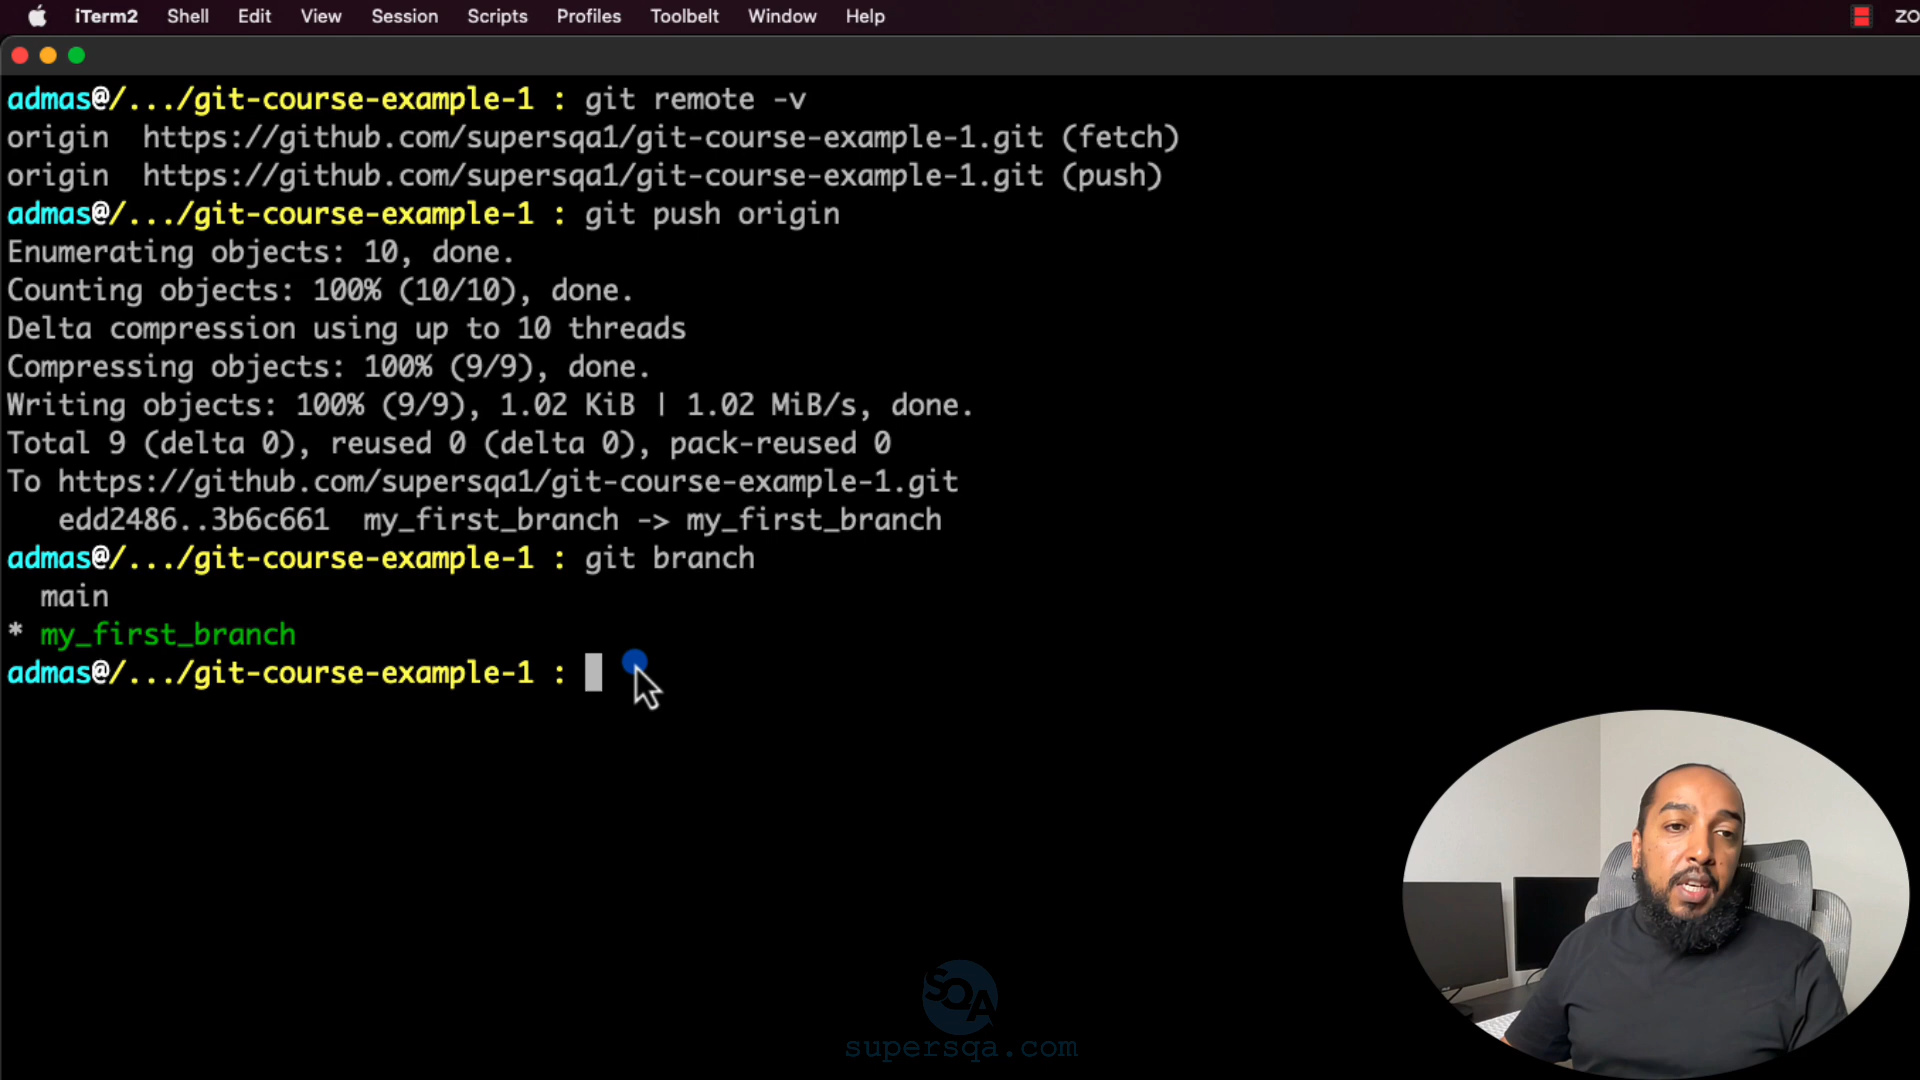 iTerm2 Shell Edit View Session Scripts Profiles Toolbelt Window Help ZO
admas@/.../git-course-example-1 : git remote -v
origin  https://github.com/supersqa1/git-course-example-1.git (fetch)
origin  https://github.com/supersqa1/git-course-example-1.git (push)
admas@/.../git-course-example-1 : git push origin
Enumerating objects: 10, done.
Counting objects: 100% (10/10), done.
Delta compression using up to 10 threads
Compressing objects: 100% (9/9), done.
Writing objects: 100% (9/9), 1.02 KiB | 1.02 MiB/s, done.
Total 9 (delta 0), reused 0 (delta 0), pack-reused 0
To https://github.com/supersqa1/git-course-example-1.git
   edd2486..3b6c661  my_first_branch -> my_first_branch
admas@/.../git-course-example-1 : git branch
  main
* my_first_branch
admas@/.../git-course-example-1 :
SQA
supersqa.com